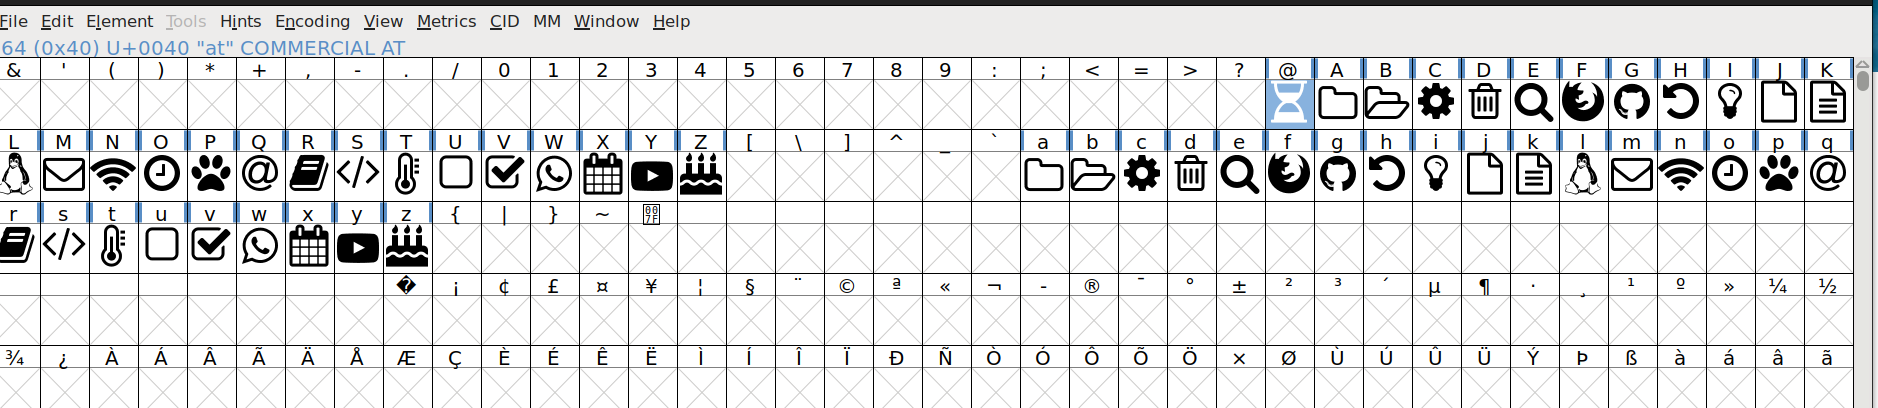 File Edit Element Tools Hints Encoding View Metrics CID MM Window Help
64 (0x40) U+0040 "at" COMMERCIAL AT
& ' ( ) * + , - . / 0 1 2 3 4 5 6 7 8 9 : ; < = > ? @ A B C D E F G H I J K
L M N O P Q R S T U V W X Y Z [ \ ] ^ _ ` a b c d e f g h i j k l m n o p q
r s t u v w x y z { | } ~ 007F
� ¡ ¢ £ ¤ ¥ ¦ § ¨ © ª « ¬ - ® ¯ ° ± ² ³ ´ µ ¶ · ¸ ¹ º » ¼ ½
¾ ¿ À Á Â Ã Ä Å Æ Ç È É Ê Ë Ì Í Î Ï Ð Ñ Ò Ó Ô Õ Ö × Ø Ù Ú Û Ü Ý Þ ß à á â ã